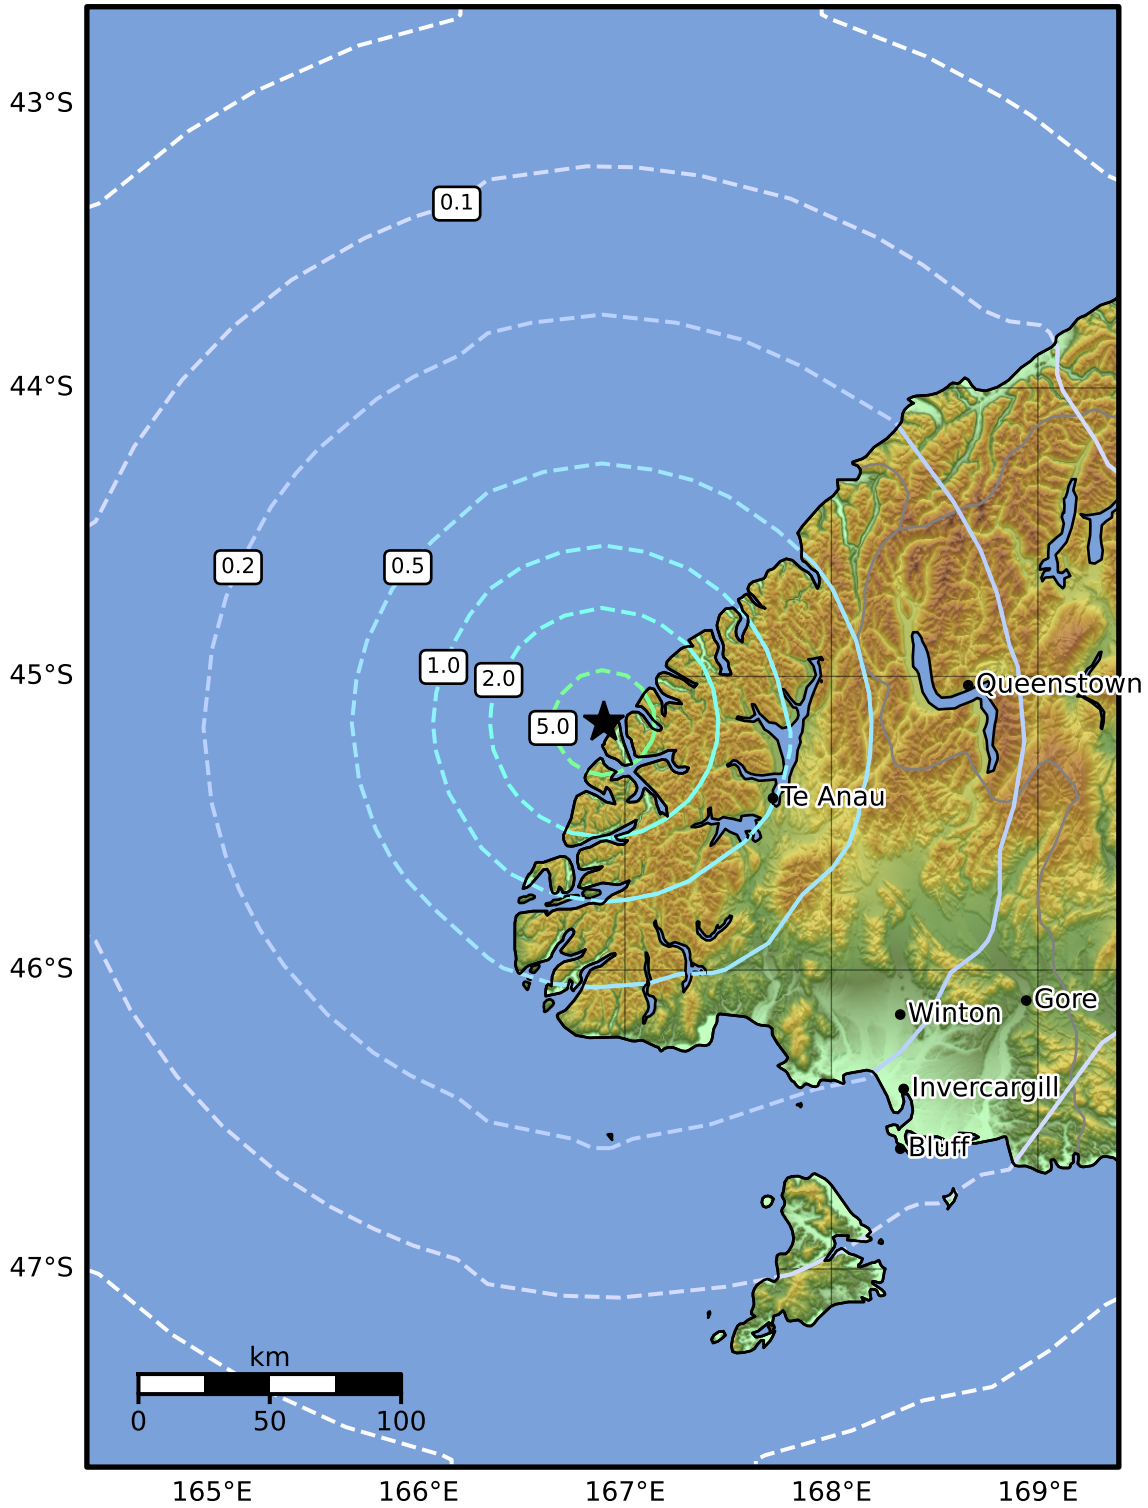 43°S
0.1
44°S
0.2
0.5
1.0
45°S
2.0
Queenstown
5.0
Te Anau
46°S
Gore
Winton
Invercargill
Bluff
47°S
km
0 50 100
165°E 166°E 167°E 168°E 169°E